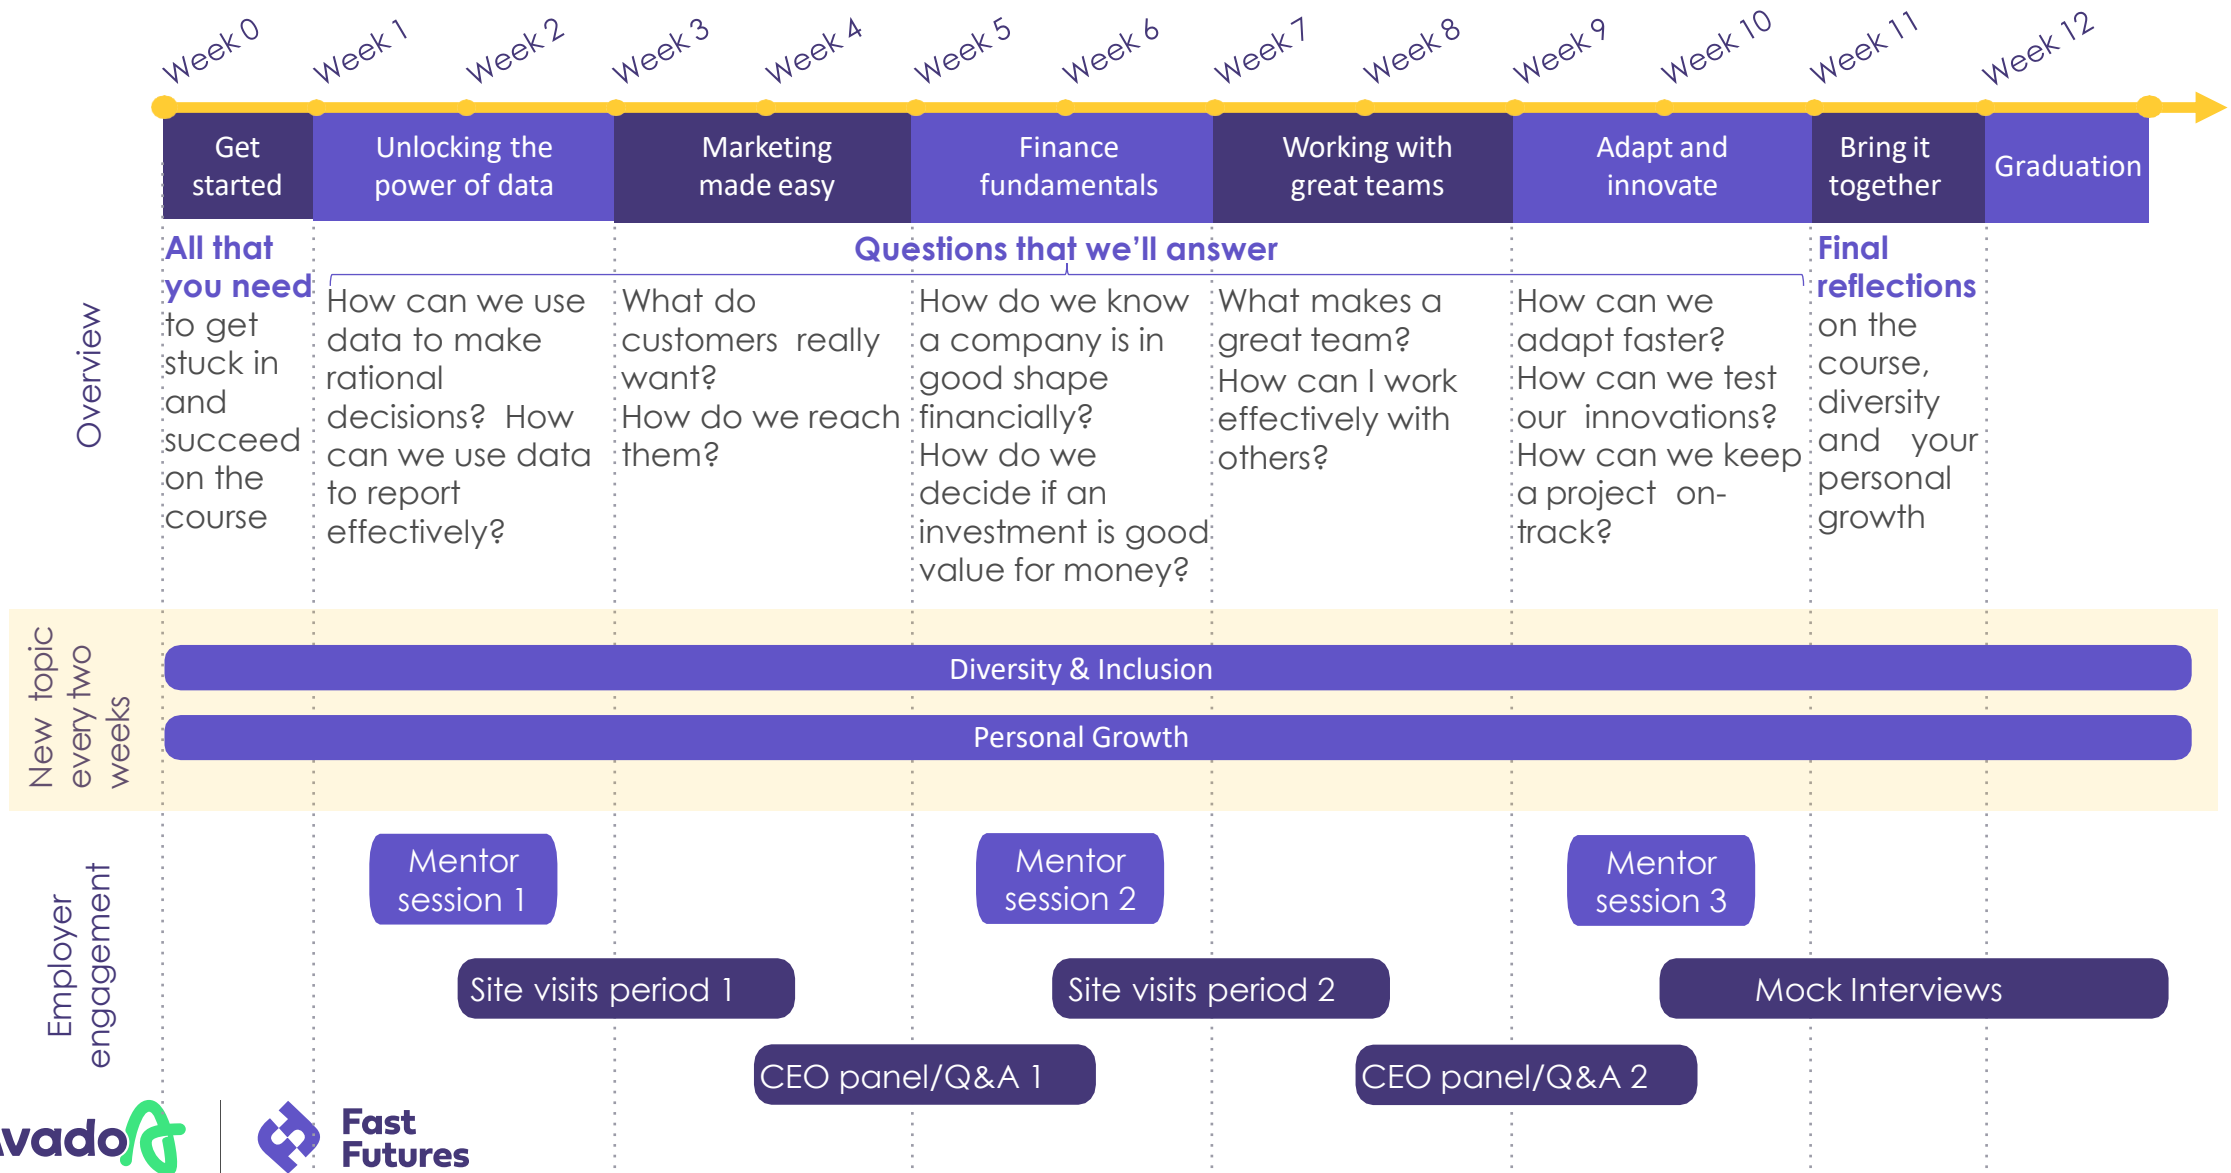 Week 0
Week 1
Week 2
Week 3
Week 4
Week 5
Week 6
Week 7
Week 8
Week 9
Week 10
Week 11
Week 12
Get
started
Unlocking the
power of data
Marketing
made easy
Finance
fundamentals
Working with
great teams
Adapt and
innovate
Bring it
together
Graduation
Overview
All that
you need
to get
stuck in
and
succeed
on the
course
Questions that we’ll answer
How can we use
data to make
rational
decisions? How
can we use data
to report
effectively?
What do
customers really
want?
How do we reach
them?
How do we know
a company is in
good shape
financially?
How do we
decide if an
investment is good
value for money?
What makes a
great team?
How can I work
effectively with
others?
How can we
adapt faster?
How can we test
our innovations?
How can we keep
a project on-
track?
Final
reflections
on the
course,
diversity
and your
personal
growth
New topic
every two
weeks
Diversity & Inclusion
Personal Growth
Employer
engagement
Mentor
session 1
Mentor
session 2
Mentor
session 3
Site visits period 1
Site visits period 2
Mock Interviews
CEO panel/Q&A 1
CEO panel/Q&A 2
Avado
Fast
Futures